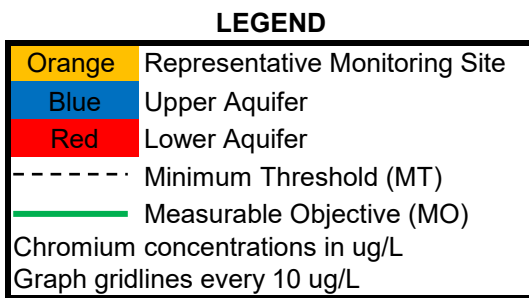 LEGEND
Orange Representative Monitoring Site
Blue Upper Aquifer
Red Lower Aquifer
Minimum Threshold (MT)
Measurable Objective (MO)
Chromium concentrations in ug/L
Graph gridlines every 10 ug/L